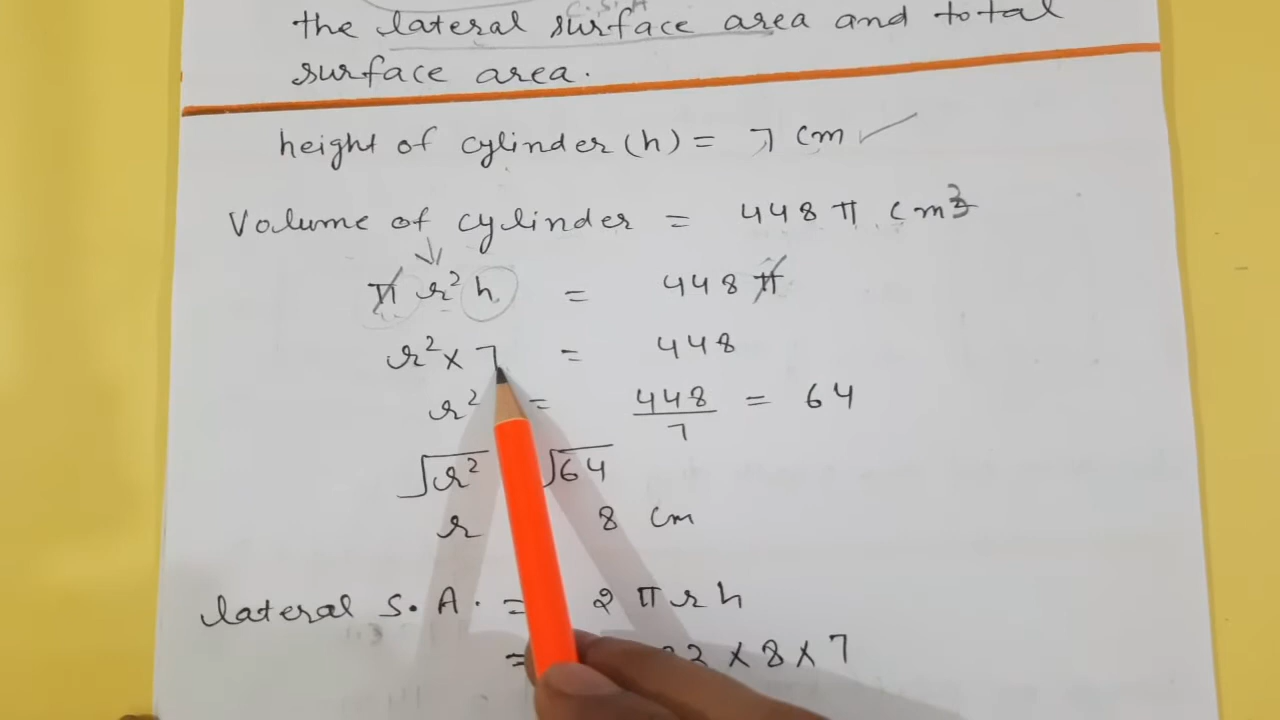 C.S.A
the lateral surface area and total
surface area.
height of cylinder (h) = 7 cm ✓
Volume of cylinder = 448 π cm³
π r² h = 448 π
r² × 7 = 448
r² = 448/7 = 64
√r² √64
r 8 cm
lateral S.A. = 2 π r h
= × 8 × 7